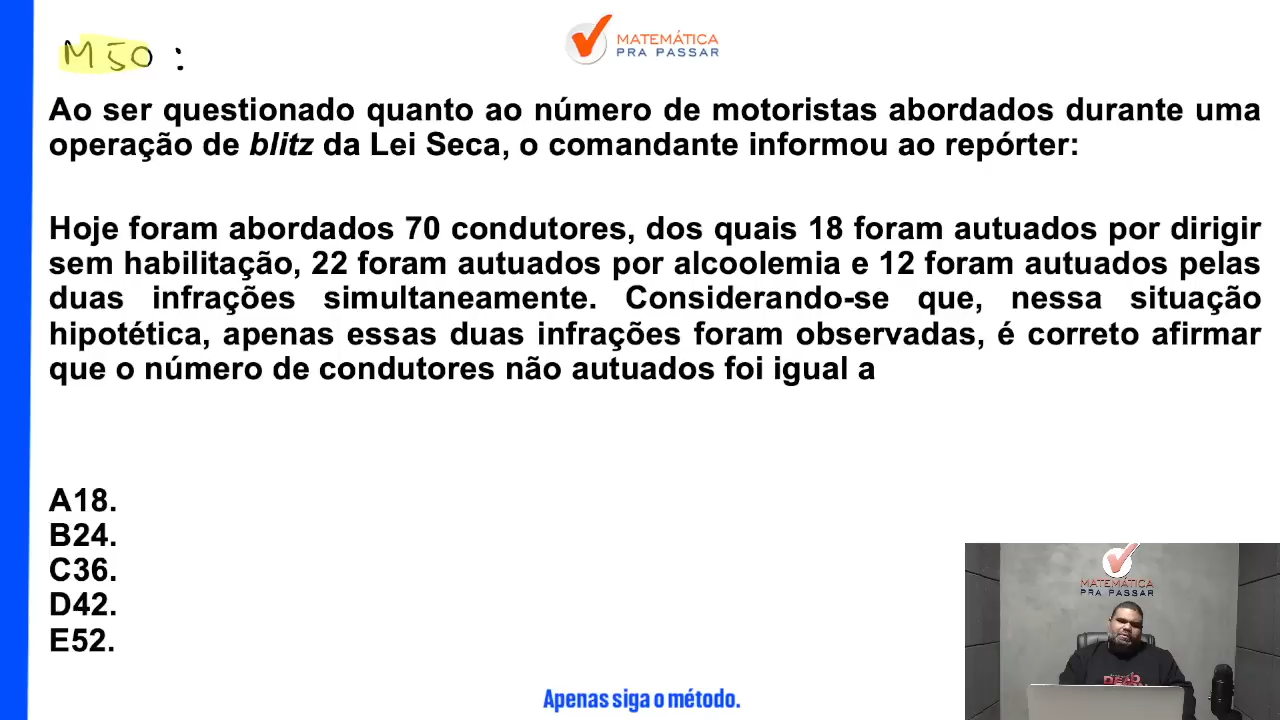 M50 :
MATEMÁTICA
PRA PASSAR
Ao ser questionado quanto ao número de motoristas abordados durante uma
operação de blitz da Lei Seca, o comandante informou ao repórter:
Hoje foram abordados 70 condutores, dos quais 18 foram autuados por dirigir
sem habilitação, 22 foram autuados por alcoolemia e 12 foram autuados pelas
duas infrações simultaneamente. Considerando-se que, nessa situação
hipotética, apenas essas duas infrações foram observadas, é correto afirmar
que o número de condutores não autuados foi igual a
A18.
B24.
C36.
D42.
E52.
MATEMÁTICA
PRA PASSAR
Apenas siga o método.